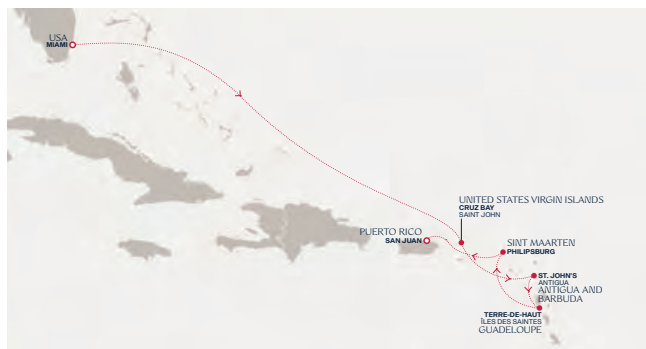 USA
MIAMI
UNITED STATES VIRGIN ISLANDS
CRUZ BAY
SAINT JOHN
PUERTO RICO
SAN JUAN
SINT MAARTEN
PHILIPSBURG
ST. JOHN'S
ANTIGUA
ANTIGUA AND
BARBUDA
TERRE-DE-HAUT
ÎLES DES SAINTES
GUADELOUPE